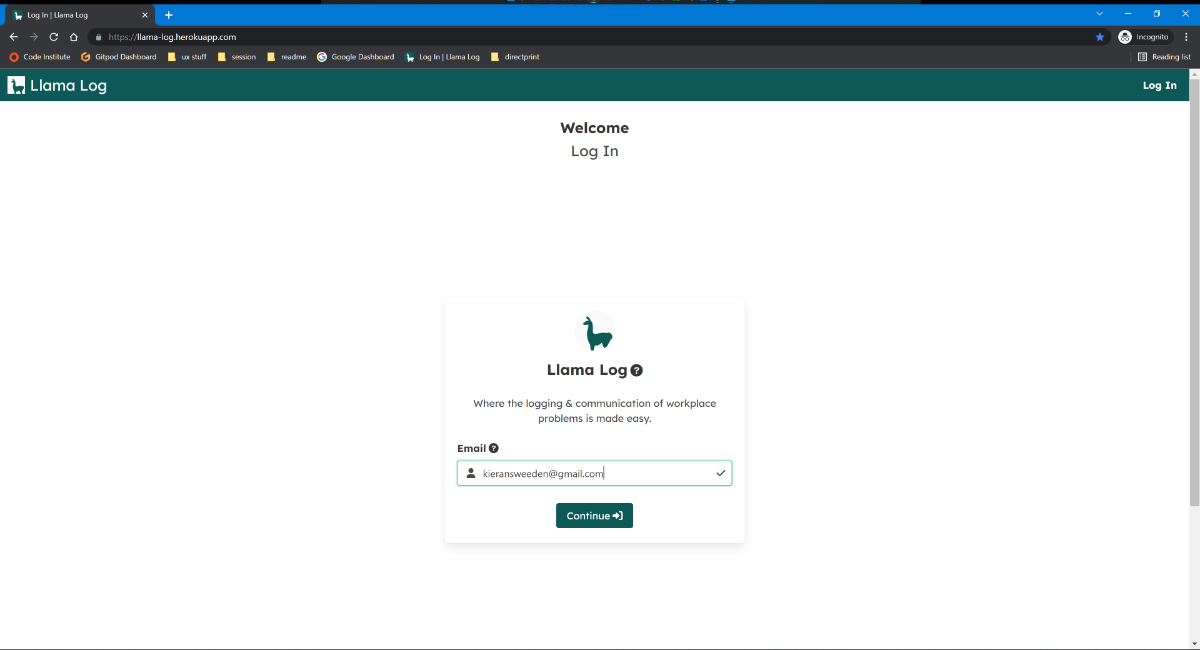 Log In | Llama Log
https://llama-log.herokuapp.com
Incognito
Code Institute Gitpod Dashboard ux stuff session readme Google Dashboard Log In | Llama Log directprint Reading list
Llama Log Log In
Welcome
Log In
Llama Log
Where the logging & communication of workplace
problems is made easy.
Email
kieransweeden@gmail.com
Continue